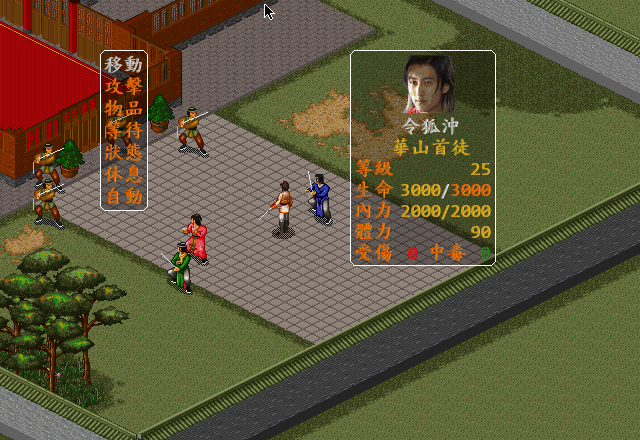 移動
攻擊
物品
等待
狀態
休息
自動
令狐沖
華山首徒
等級 25
生命 3000/3000
內力 2000/2000
體力 90
受傷 0 中毒 0